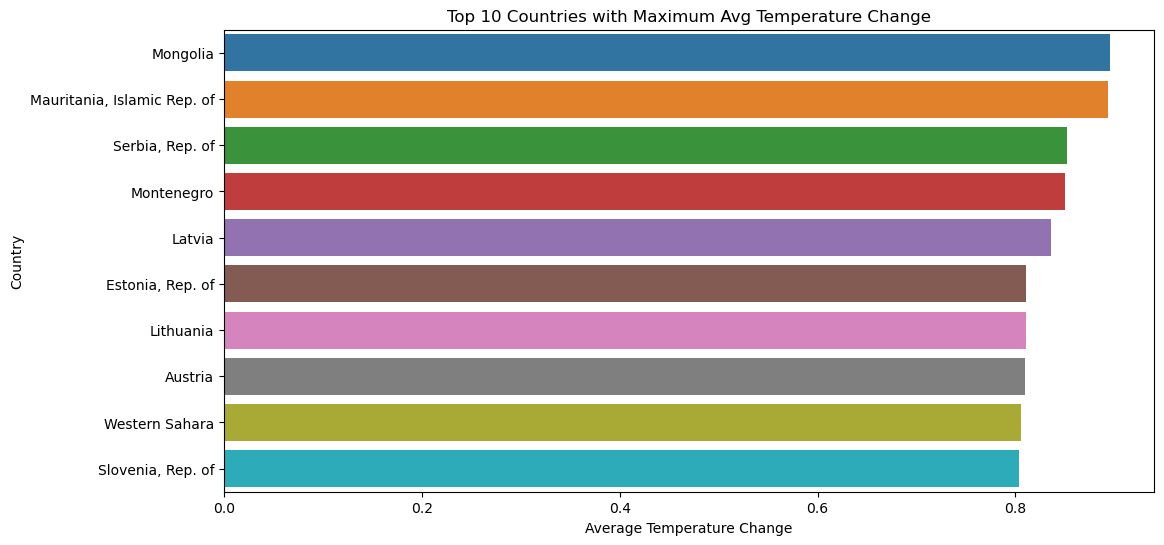 Top 10 Countries with Maximum Avg Temperature Change
Mongolia
Mauritania, Islamic Rep. of
Serbia, Rep. of
Montenegro
Latvia
Estonia, Rep. of
Lithuania
Austria
Western Sahara
Slovenia, Rep. of
Country
0.0 0.2 0.4 0.6 0.8
Average Temperature Change